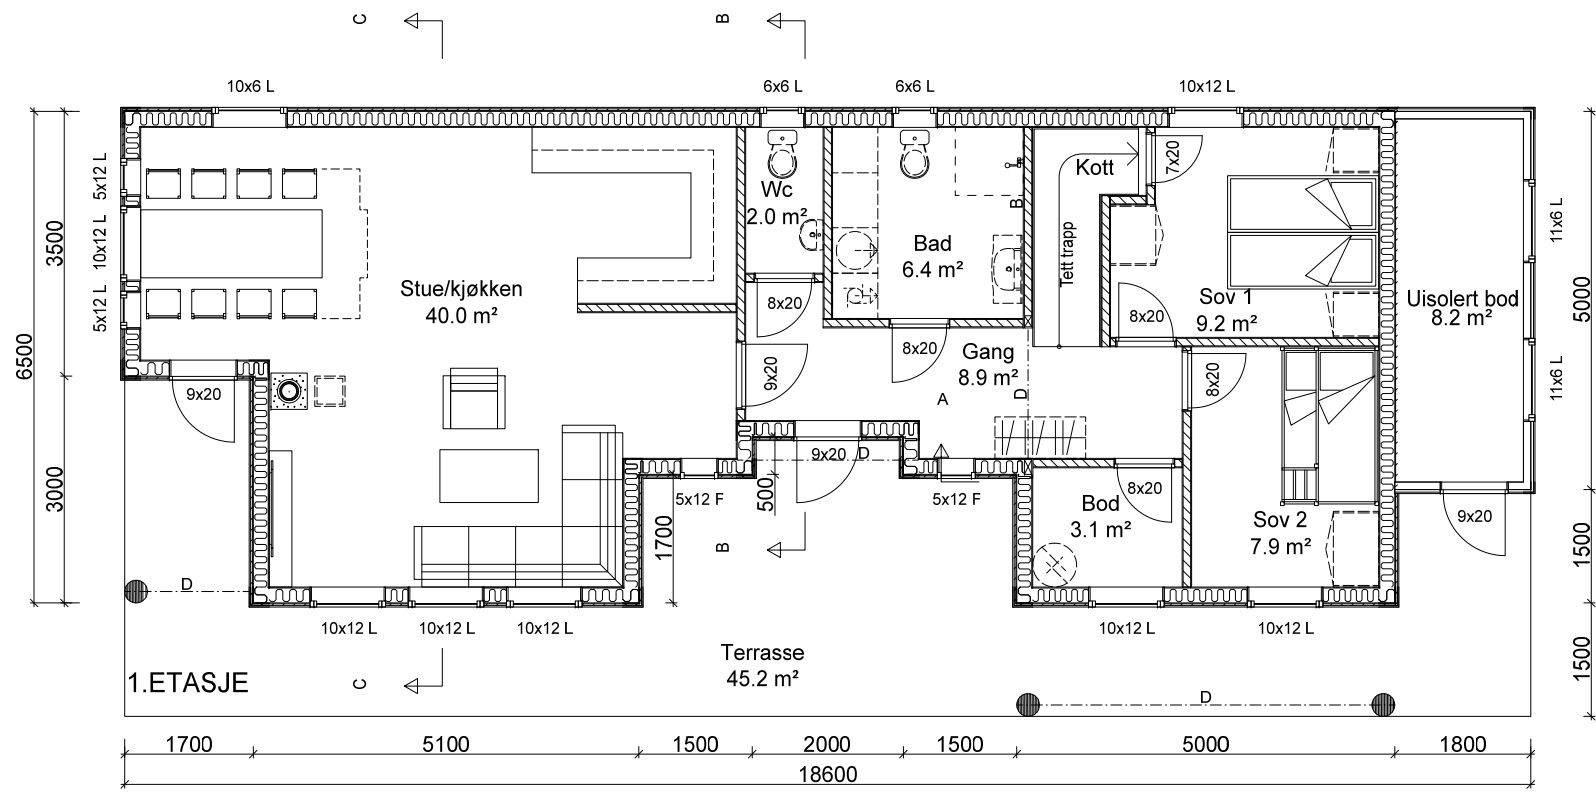 C
B
10x6 L
6x6 L
6x6 L
10x12 L
5x12 L
10x12 L
5x12 L
3500
3000
6500
Wc
2.0 m²
Bad
6.4 m²
B
Kott
Tett trapp
7x20
Stue/kjøkken
40.0 m²
Sov 1
9.2 m²
Uisolert bod
8.2 m²
11x6 L
11x6 L
5000
1500
1500
8x20
8x20
8x20
9x20
9x20
Gang
8.9 m²
A
D
8x20
9x20
D
8x20
5x12 F
5x12 F
500
1700
B
Bod
3.1 m²
Sov 2
7.9 m²
9x20
D
10x12 L
10x12 L
10x12 L
10x12 L
10x12 L
Terrasse
45.2 m²
1.ETASJE
C
D
1700
5100
1500
2000
1500
5000
1800
18600